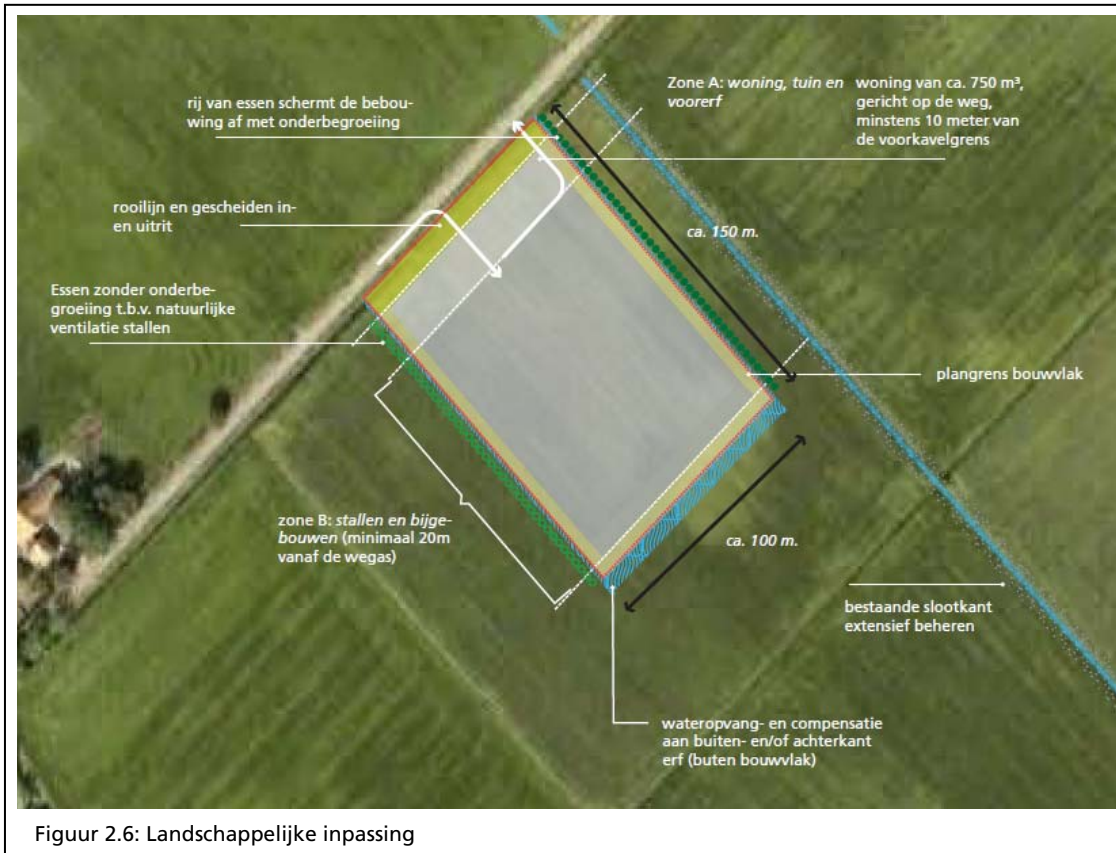 rij van essen schermt de bebou-
wing af met onderbegroeiing
Zone A: woning, tuin en
voorerf
woning van ca. 750 m³,
gericht op de weg,
minstens 10 meter van
de voorkavelgrens
rooilijn en gescheiden in-
en uitrit
ca. 150 m.
Essen zonder onderbe-
groeiing t.b.v. natuurlijke
ventilatie stallen
plangrens bouwvlak
zone B: stallen en bijge-
bouwen (minimaal 20m
vanaf de wegas)
ca. 100 m.
bestaande slootkant
extensief beheren
wateropvang- en compensatie
aan buiten- en/of achterkant
erf (buten bouwvlak)
Figuur 2.6: Landschappelijke inpassing